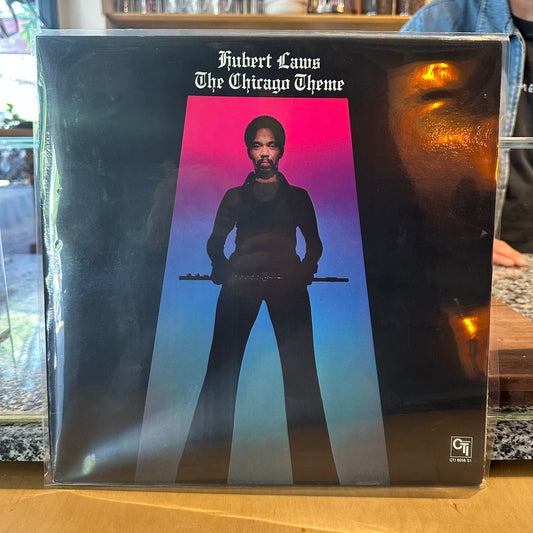 Hubert Laws
The Chicago Theme
CTI
CTI 6058 S1